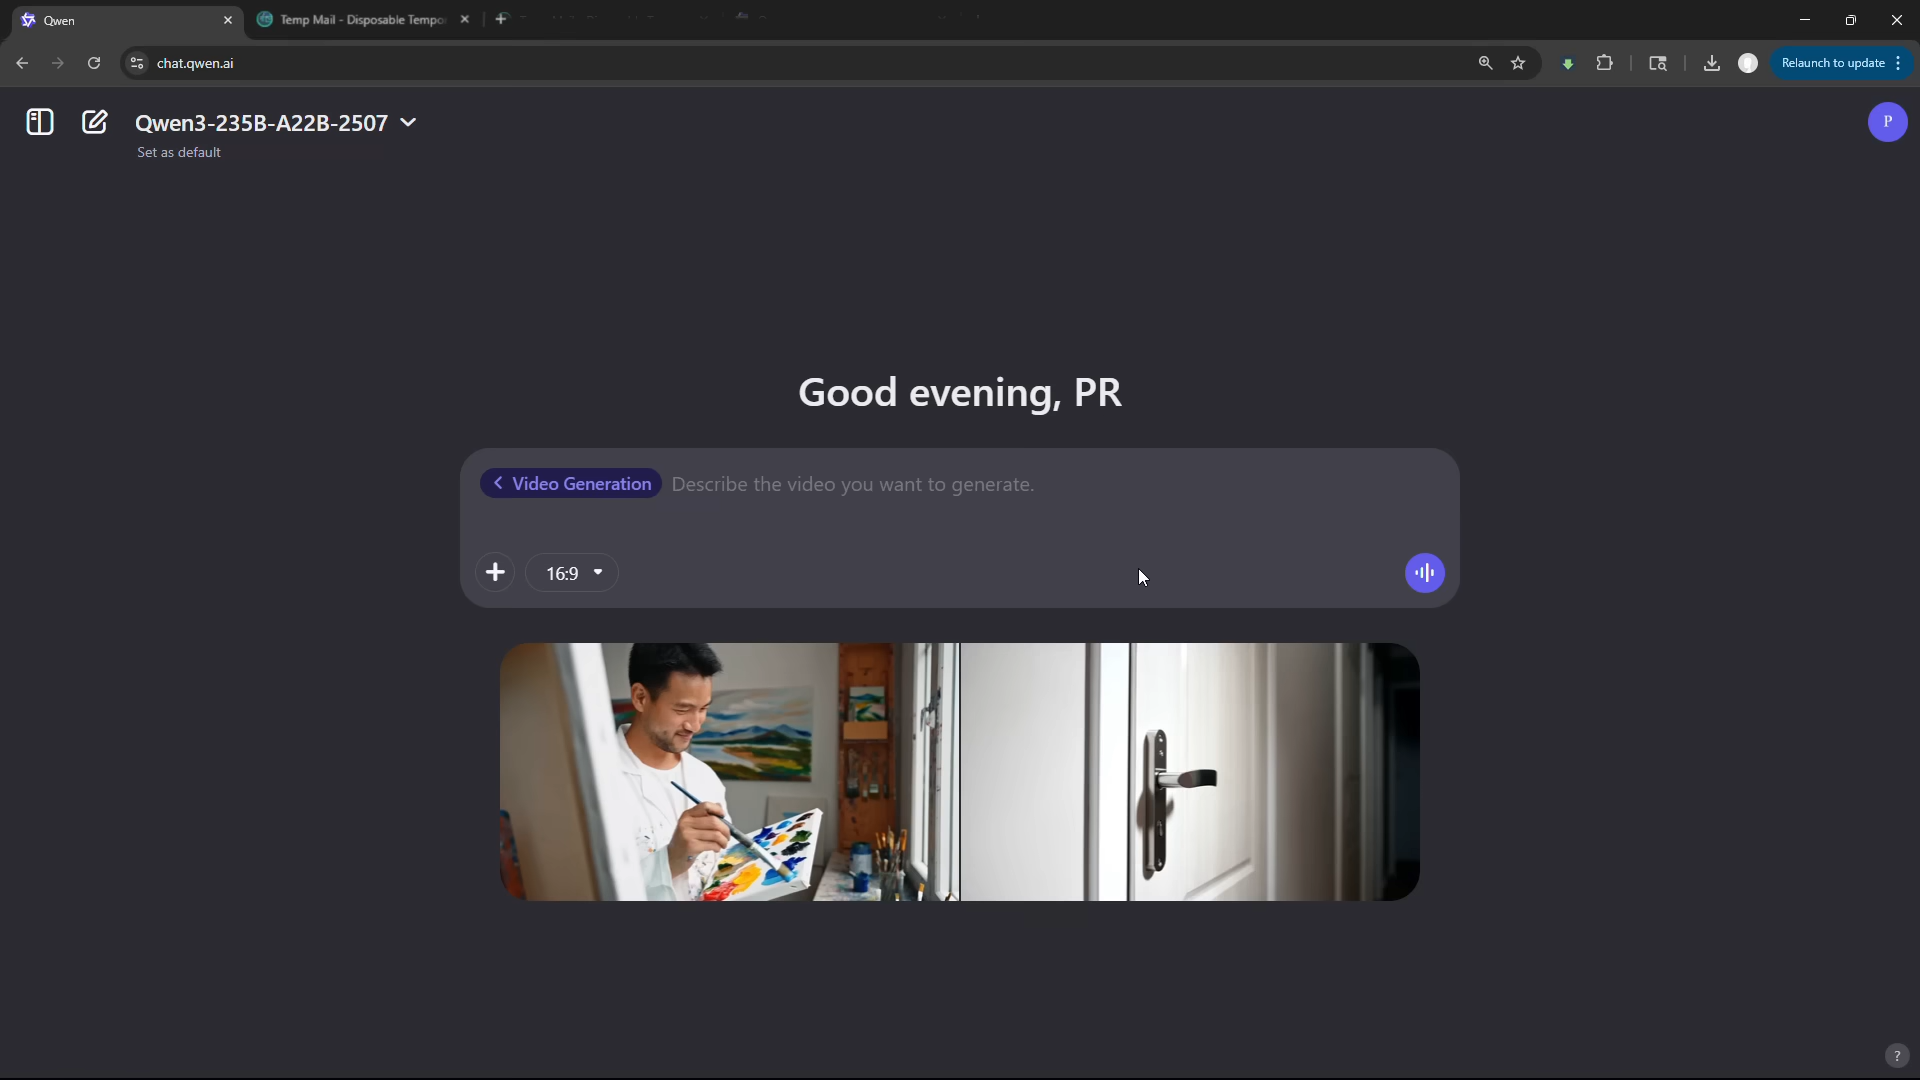 Qwen
Temp Mail - Disposable Tempo
chat.qwen.ai
Relaunch to update
Qwen3-235B-A22B-2507
Set as default
P
Good evening, PR
Video Generation
Describe the video you want to generate.
16:9
?